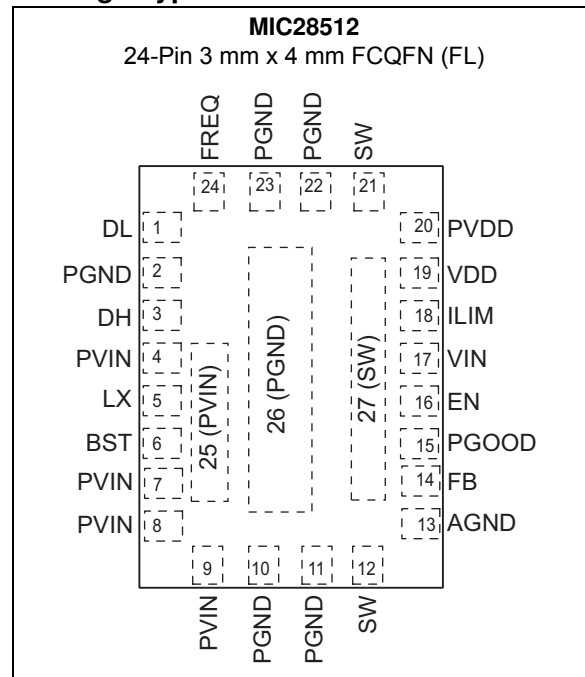 MIC28512
24-Pin 3 mm x 4 mm FCQFN (FL)
FREQ
PGND
PGND
SW
24
23
22
21
DL 1
PGND 2
DH 3
PVIN 4
LX 5
BST 6
PVIN 7
PVIN 8
25 (PVIN)
26 (PGND)
27 (SW)
20 PVDD
19 VDD
18 ILIM
17 VIN
16 EN
15 PGOOD
14 FB
13 AGND
9
10
11
12
PVIN
PGND
PGND
SW